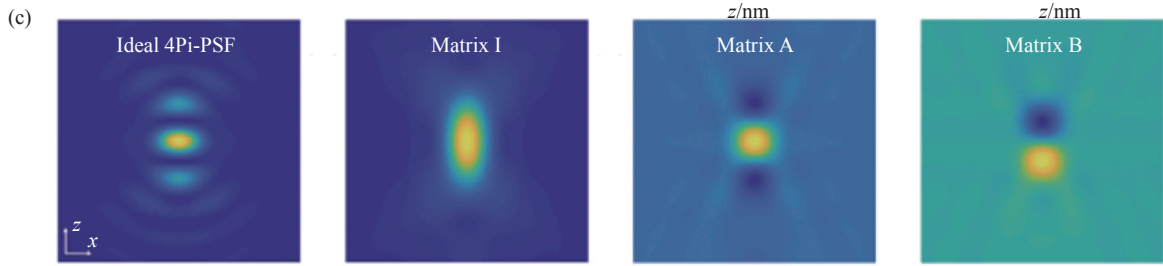 (c)
z/nm
z/nm
Ideal 4Pi-PSF
Matrix I
Matrix A
Matrix B
z
x